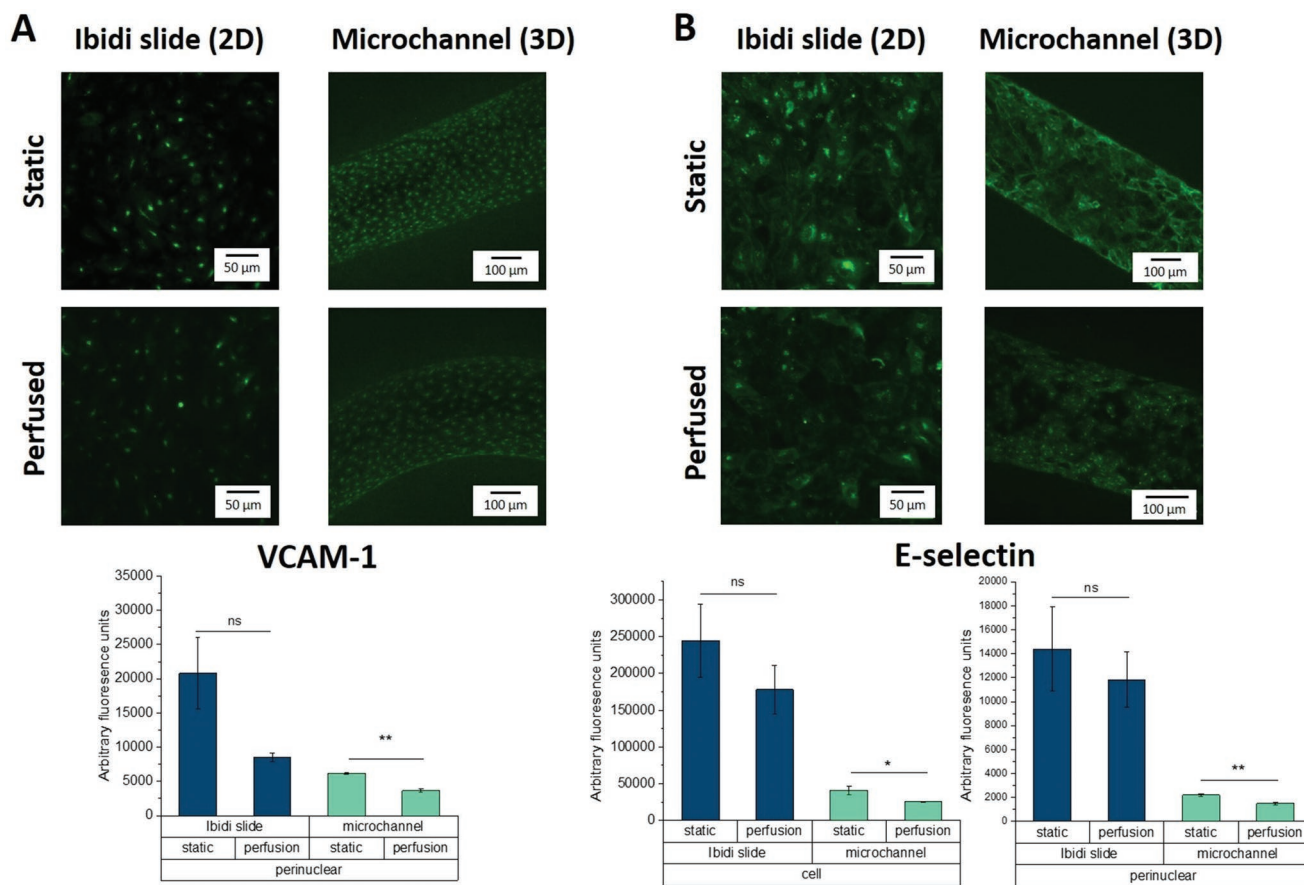 A
Ibidi slide (2D)
Microchannel (3D)
B
Ibidi slide (2D)
Microchannel (3D)
Static
50 µm
100 µm
Static
50 µm
100 µm
Perfused
50 µm
100 µm
Perfused
50 µm
100 µm
VCAM-1
Arbitrary fluoresence units
35000
30000
25000
20000
15000
10000
5000
0
ns
**
static
perfusion
static
perfusion
Ibidi slide
microchannel
perinuclear
E-selectin
Arbitrary fluoresence units
300000
250000
200000
150000
100000
50000
0
ns
*
static
perfusion
static
perfusion
Ibidi slide
microchannel
cell
Arbitrary fluoresence units
20000
18000
16000
14000
12000
10000
8000
6000
4000
2000
0
ns
**
static
perfusion
static
perfusion
Ibidi slide
microchannel
perinuclear